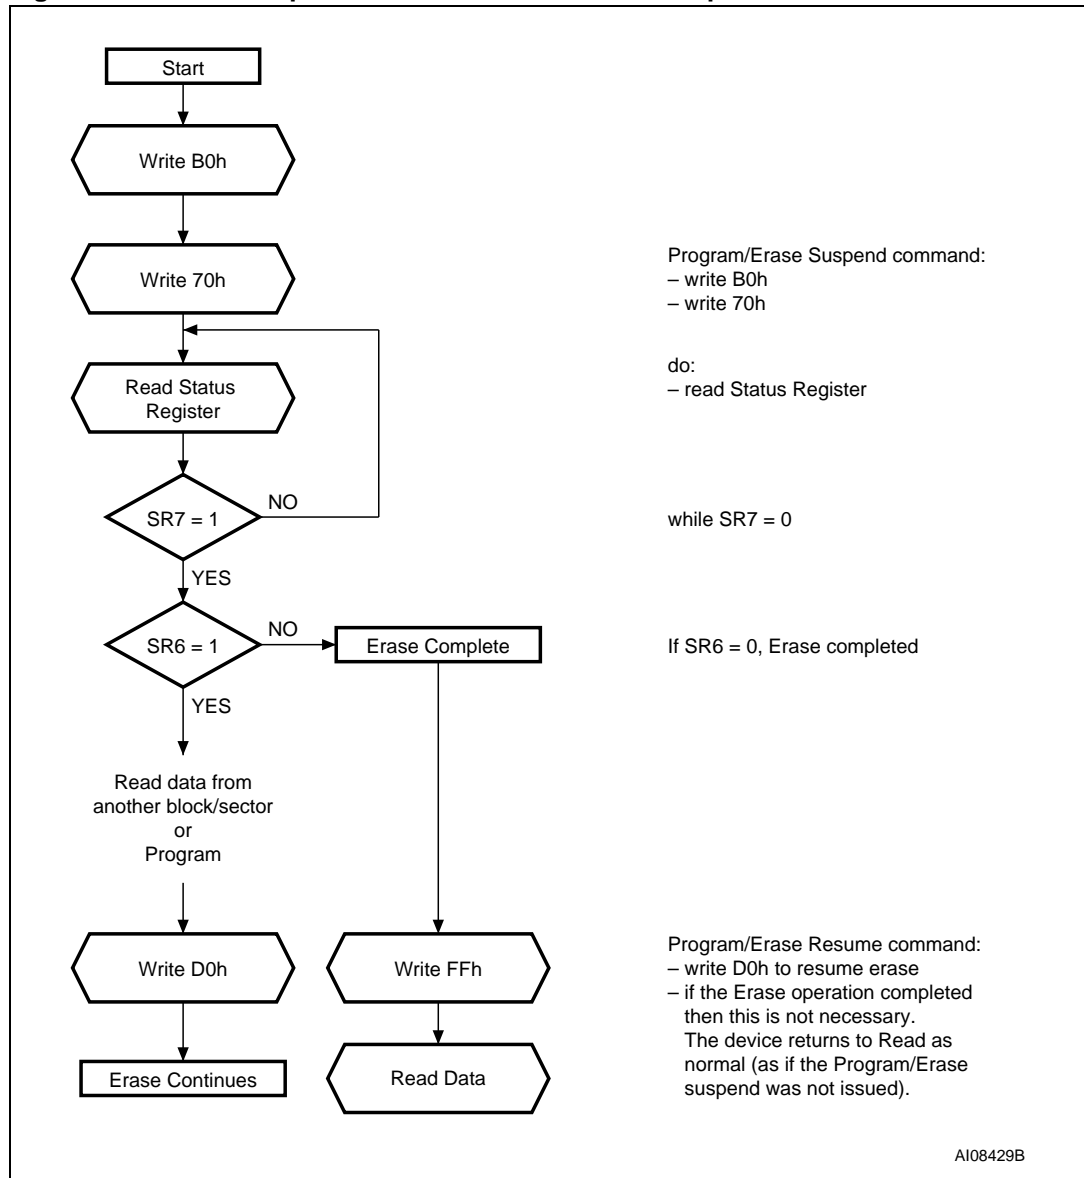 Start
Write B0h
Write 70h
Program/Erase Suspend command:
– write B0h
– write 70h
Read Status
Register
do:
– read Status Register
SR7 = 1
NO
while SR7 = 0
YES
SR6 = 1
NO
Erase Complete
If SR6 = 0, Erase completed
YES
Read data from
another block/sector
or
Program
Write D0h
Write FFh
Program/Erase Resume command:
– write D0h to resume erase
– if the Erase operation completed
then this is not necessary.
The device returns to Read as
normal (as if the Program/Erase
suspend was not issued).
Erase Continues
Read Data
AI08429B